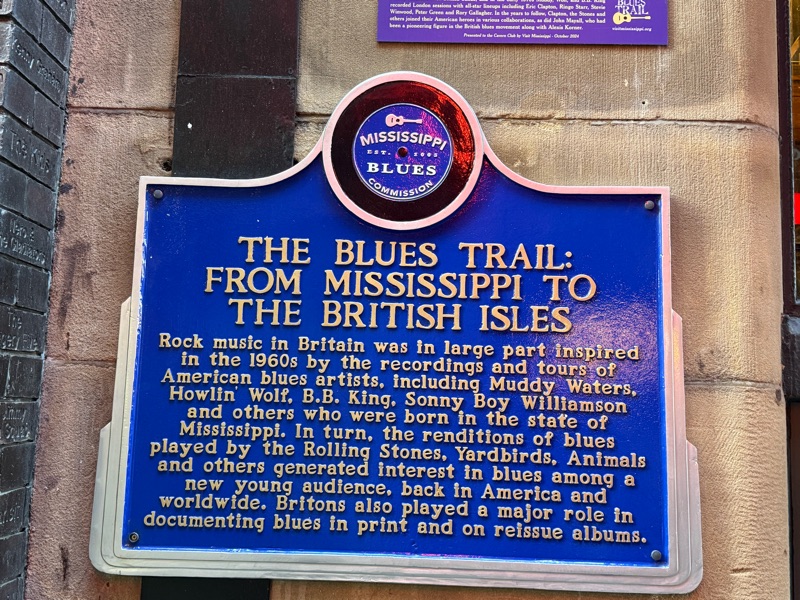 recorded London sessions with all-star lineups including Eric Clapton, Ringo Starr, Stevie
Winwood, Peter Green and Rory Gallagher. In the years to follow, Clapton, the Stones and
others joined their American heroes in various collaborations, as did John Mayall, who had
been a pioneering figure in the British blues movement along with Alexis Korner.
Presented to the Cavern Club by Visit Mississippi - October 2024
BLUES
TRAIL
visitmississippi.org
MISSISSIPPI
EST. 2003
BLUES
COMMISSION
THE BLUES TRAIL:
FROM MISSISSIPPI TO
THE BRITISH ISLES
Rock music in Britain was in large part inspired
in the 1960s by the recordings and tours of
American blues artists, including Muddy Waters,
Howlin' Wolf, B.B. King, Sonny Boy Williamson
and others who were born in the state of
Mississippi. In turn, the renditions of blues
played by the Rolling Stones, Yardbirds, Animals
and others generated interest in blues among a
new young audience, back in America and
worldwide. Britons also played a major role in
documenting blues in print and on reissue albums.